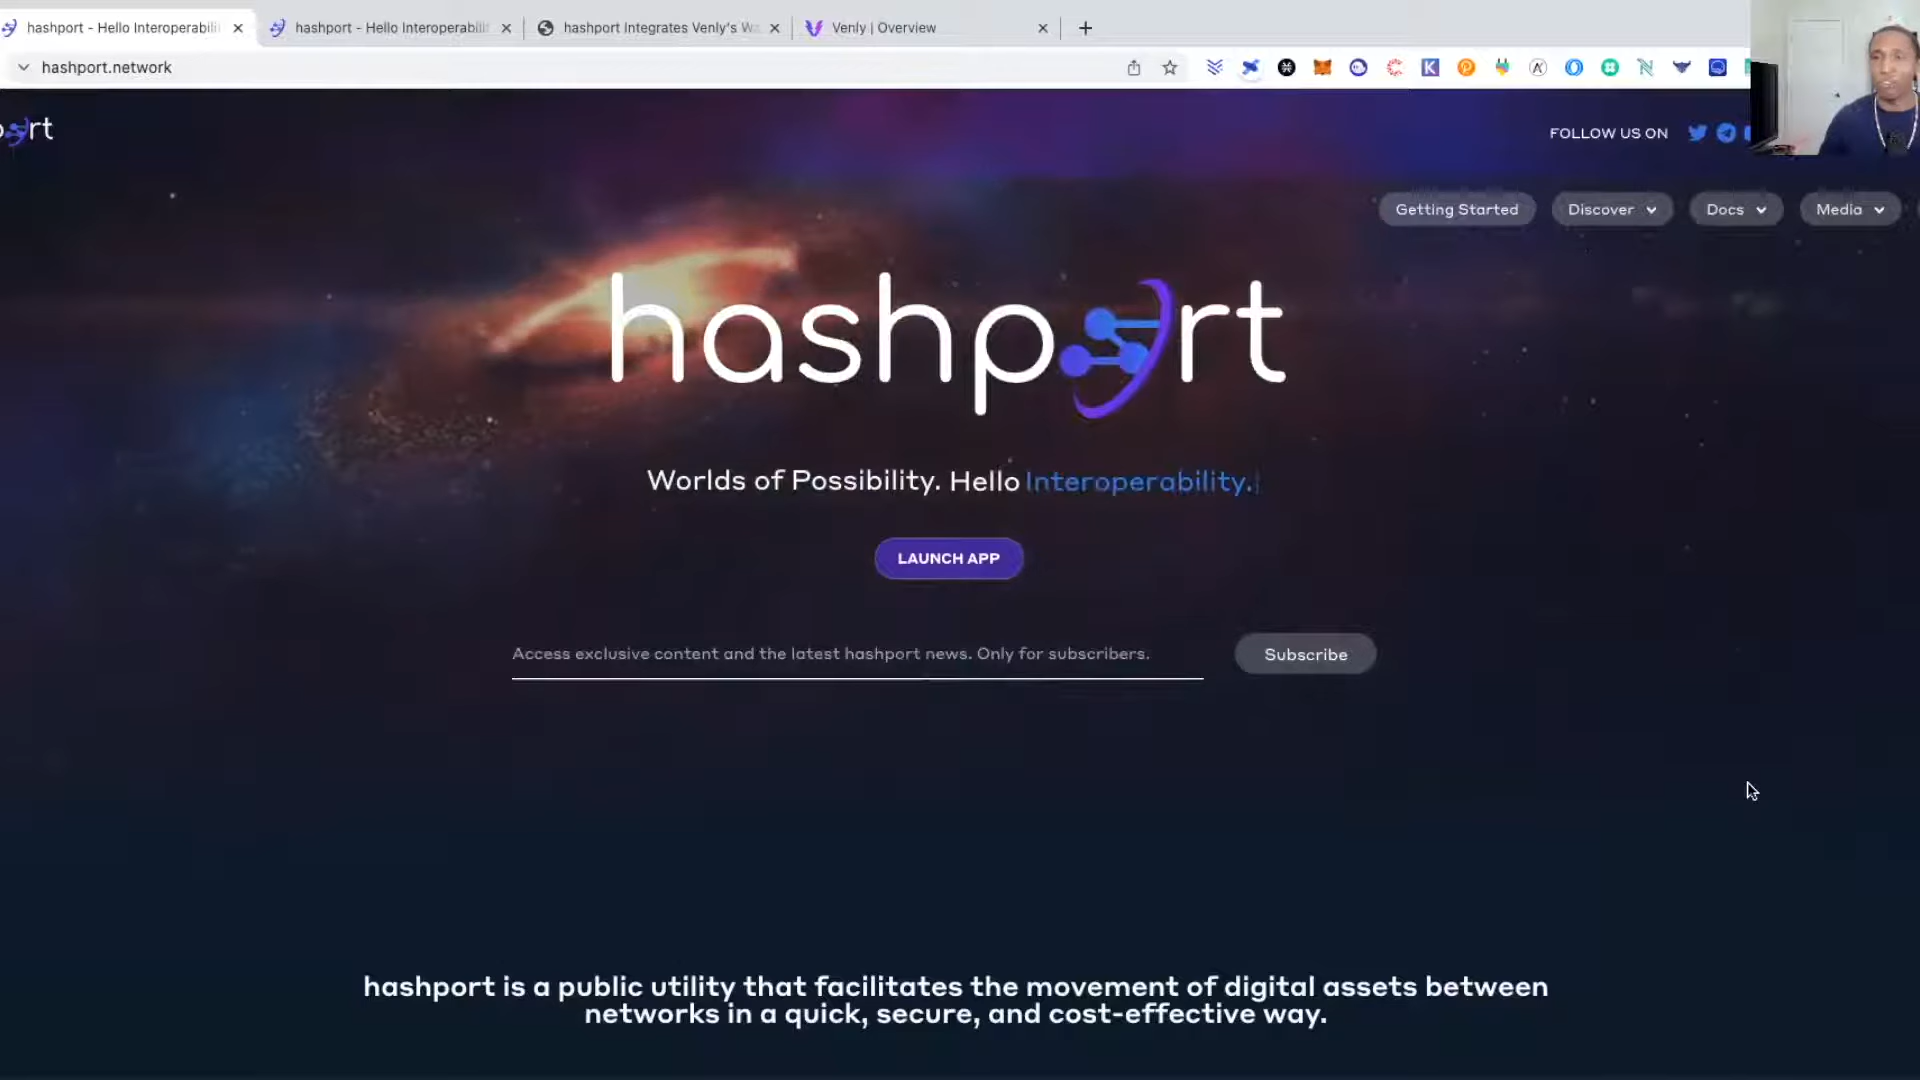 hashport - Hello Interoperabili
hashport - Hello Interoperabilit
hashport Integrates Venly's Wa
Venly | Overview
hashport.network
rt
FOLLOW US ON
Getting Started
Discover
Docs
Media
hashport
Worlds of Possibility. Hello Interoperability.
LAUNCH APP
Access exclusive content and the latest hashport news. Only for subscribers.
Subscribe
hashport is a public utility that facilitates the movement of digital assets between
networks in a quick, secure, and cost-effective way.